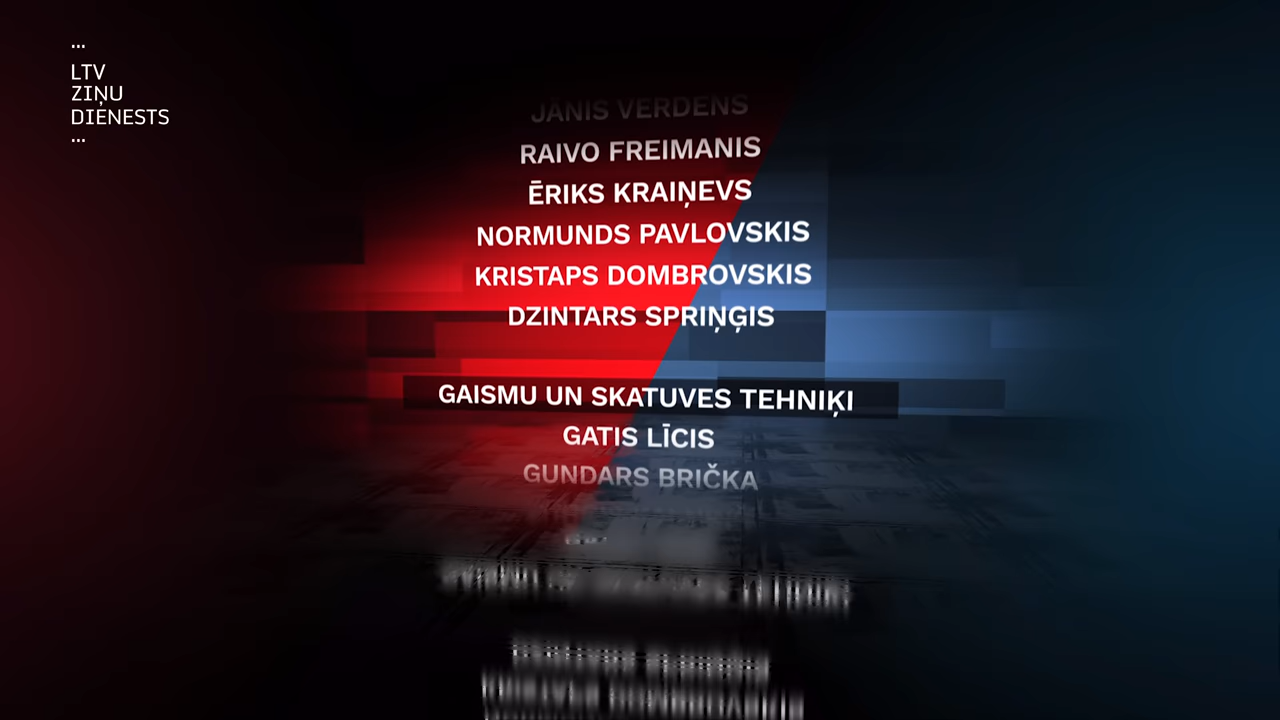 ...
LTV
ZIŅU
DIENESTS
...
JĀNIS VERDENS
RAIVO FREIMANIS
ĒRIKS KRAIŅEVS
NORMUNDS PAVLOVSKIS
KRISTAPS DOMBROVSKIS
DZINTARS SPRIŅĢIS
GAISMU UN SKATUVES TEHNIĶI
GATIS LĪCIS
GUNDARS BRIČKA